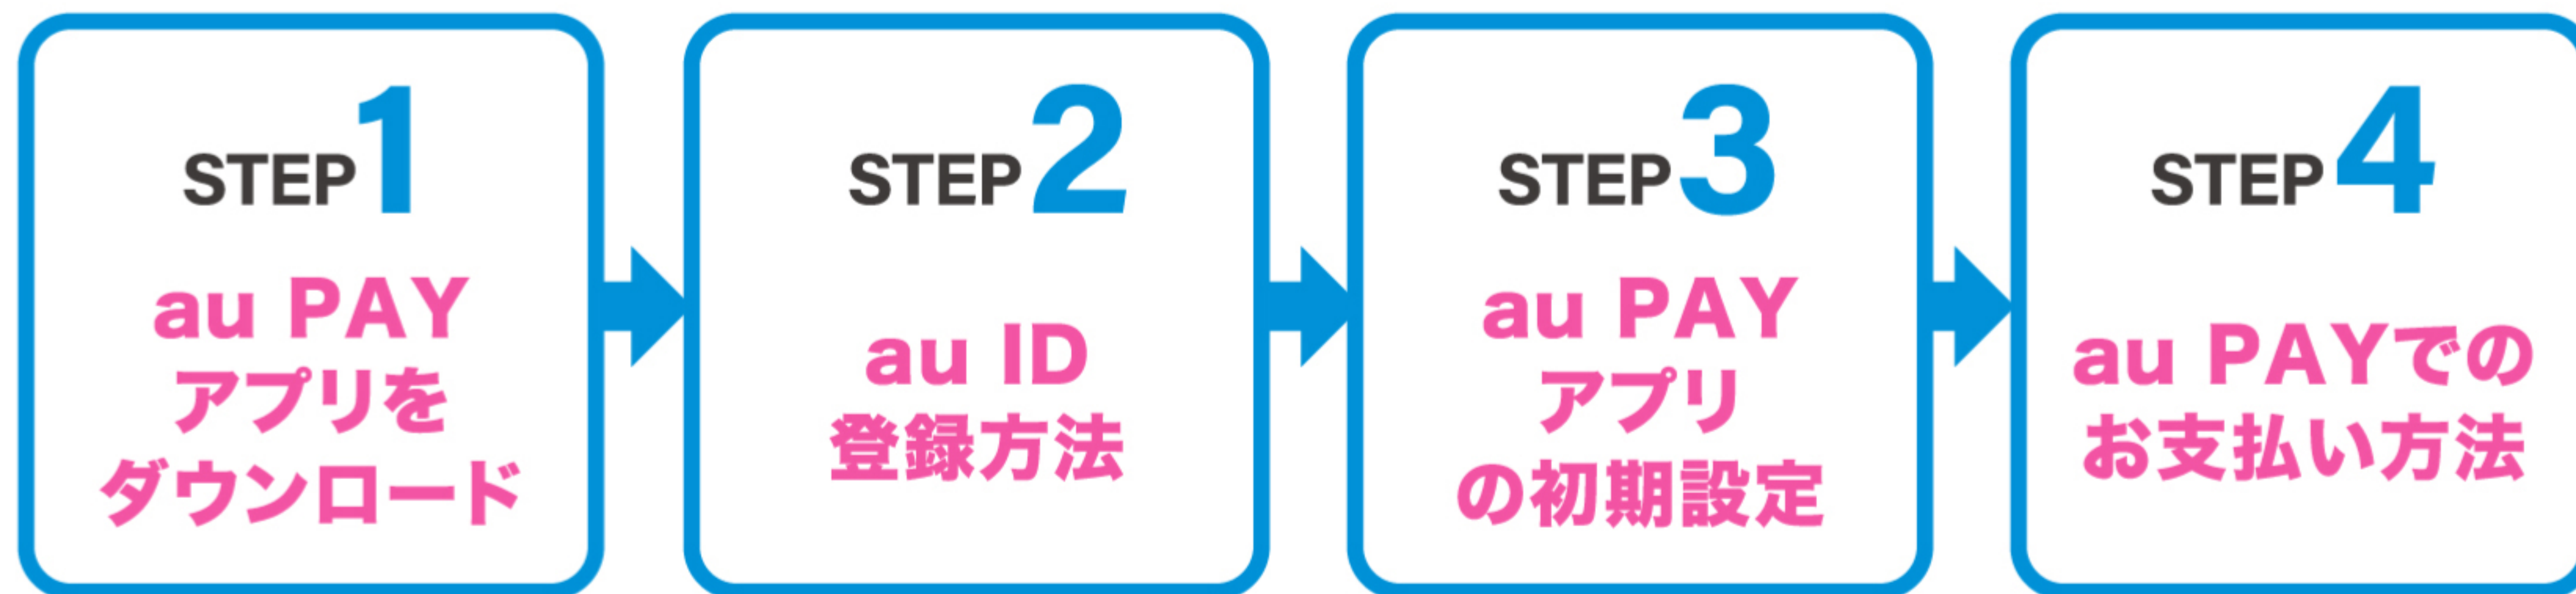 STEP1
au PAY
アプリを
ダウンロード
STEP2
au ID
登録方法
STEP3
au PAY
アプリ
の初期設定
STEP4
au PAYでの
お支払い方法